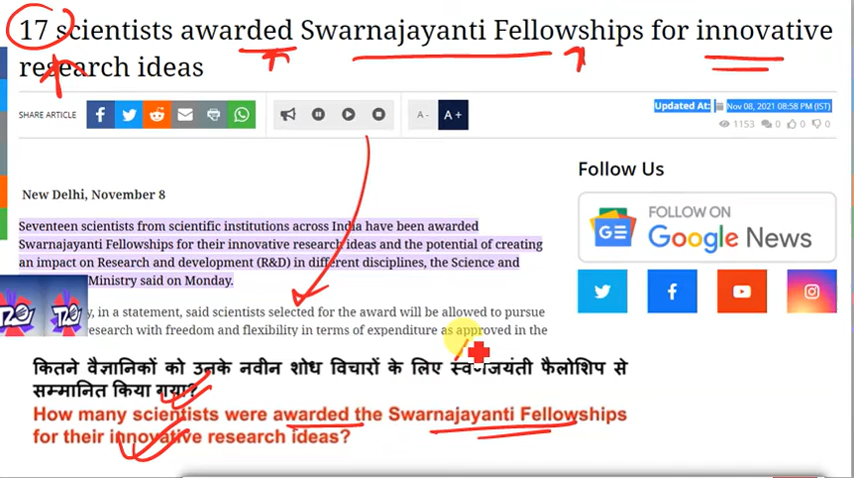 17 scientists awarded Swarnajayanti Fellowships for innovative
research ideas
SHARE ARTICLE
A- A+
Updated At: Nov 08, 2021 08:58 PM (IST)
1153 0 0 0
New Delhi, November 8
Seventeen scientists from scientific institutions across India have been awarded
Swarnajayanti Fellowships for their innovative research ideas and the potential of creating
an impact on Research and development (R&D) in different disciplines, the Science and
Ministry said on Monday.
y, in a statement, said scientists selected for the award will be allowed to pursue
esearch with freedom and flexibility in terms of expenditure as approved in the
Follow Us
GE FOLLOW ON
Google News
कितने वैज्ञानिकों को उनके नवीन शोध विचारों के लिए स्वर्णजयंती फैलोशिप से
सम्मानित किया गया?
How many scientists were awarded the Swarnajayanti Fellowships
for their innovative research ideas?